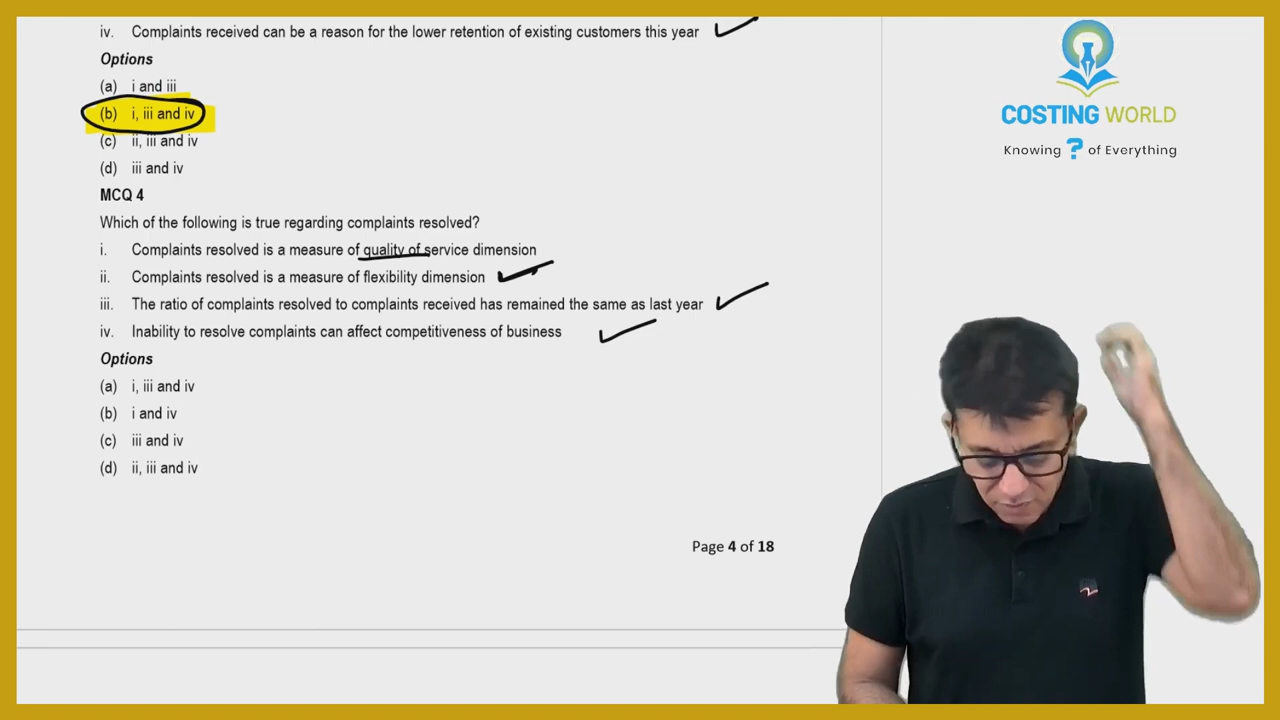 iv. Complaints received can be a reason for the lower retention of existing customers this year
Options
(a) i and iii
(b) i, iii and iv
(c) ii, iii and iv
(d) iii and iv
MCQ 4
Which of the following is true regarding complaints resolved?
i. Complaints resolved is a measure of quality of service dimension
ii. Complaints resolved is a measure of flexibility dimension
iii. The ratio of complaints resolved to complaints received has remained the same as last year
iv. Inability to resolve complaints can affect competitiveness of business
Options
(a) i, iii and iv
(b) i and iv
(c) iii and iv
(d) ii, iii and iv
Page 4 of 18
COSTING WORLD
Knowing ? of Everything